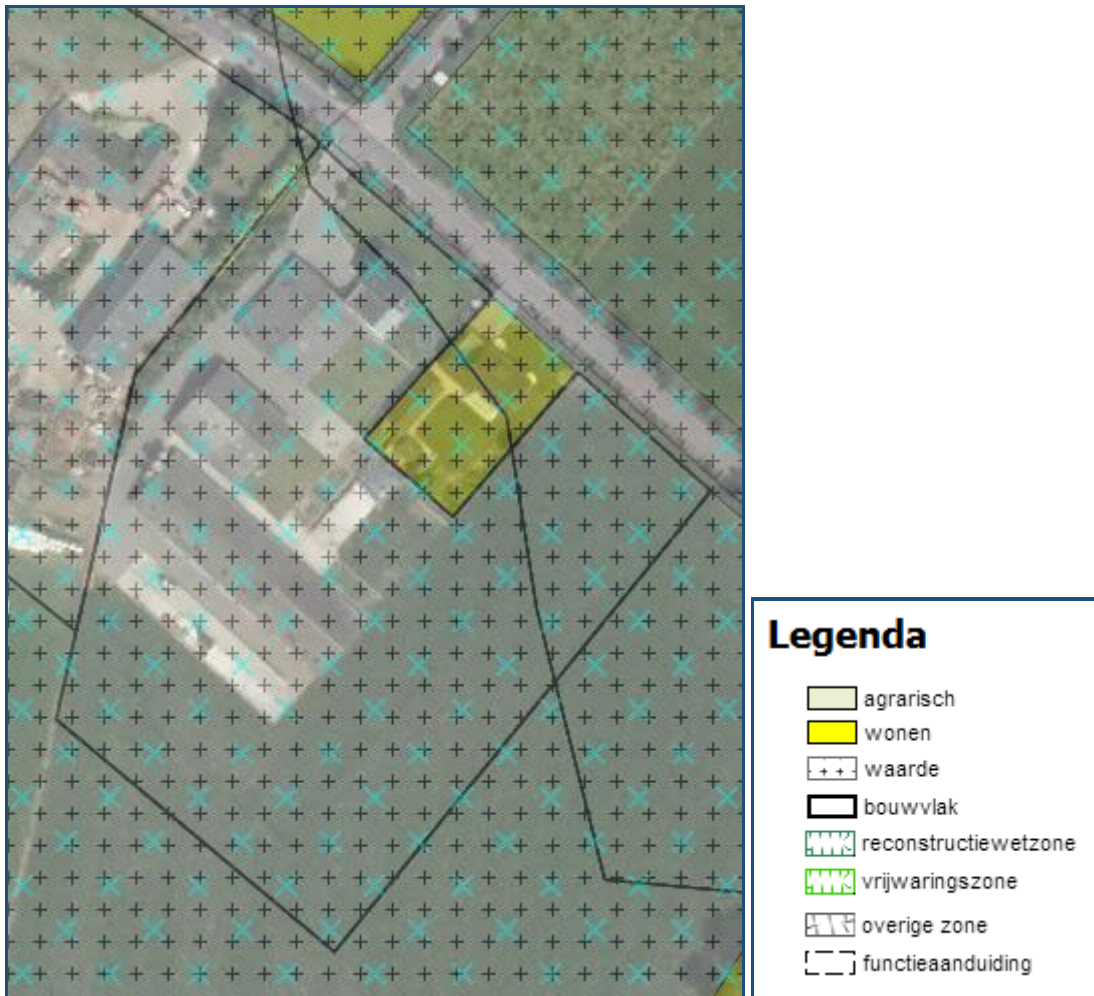 Legenda
agrarisch
wonen
waarde
bouwvlak
reconstructiewetzone
vrijwaringszone
overige zone
functieaanduiding